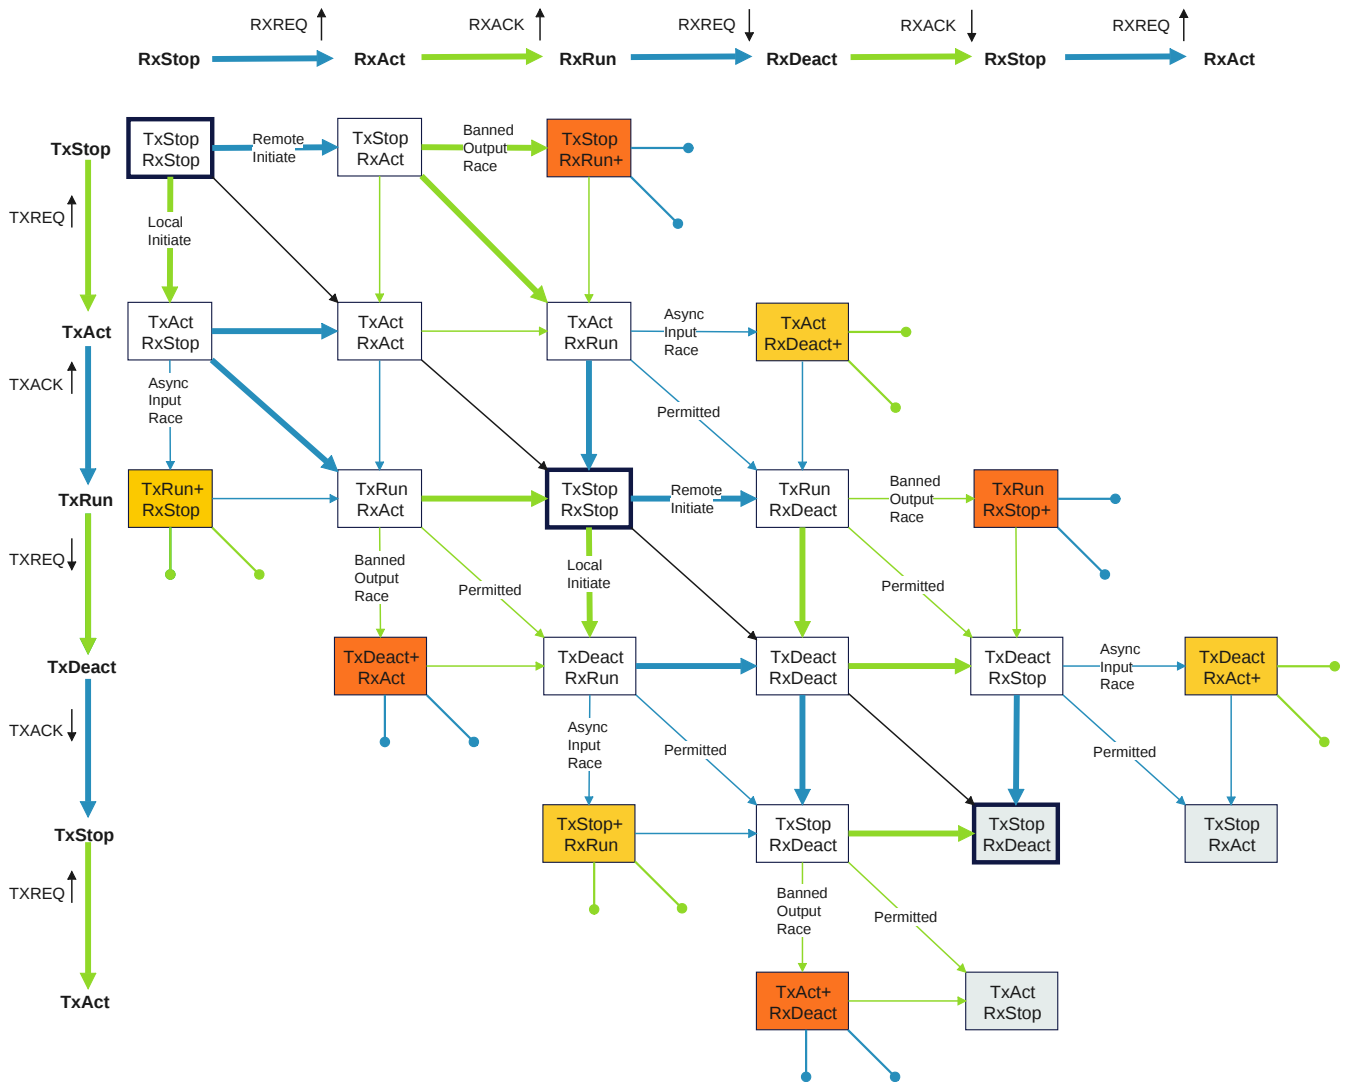 RXREQ
RXACK
RXREQ
RXACK
RXREQ
RxStop
RxAct
RxRun
RxDeact
RxStop
RxAct
TxStop
TxStop
RxStop
Remote
Initiate
TxStop
RxAct
Banned
Output
Race
TxStop
RxRun+
TXREQ
Local
Initiate
TxAct
TxAct
RxStop
TxAct
RxAct
TxAct
RxRun
Async
Input
Race
TxAct
RxDeact+
TXACK
Async
Input
Race
Permitted
TxRun
TxRun+
RxStop
TxRun
RxAct
TxStop
RxStop
Remote
Initiate
TxRun
RxDeact
Banned
Output
Race
TxRun
RxStop+
TXREQ
Banned
Output
Race
Permitted
Local
Initiate
Permitted
TxDeact
TxDeact+
RxAct
TxDeact
RxRun
TxDeact
RxDeact
TxDeact
RxStop
Async
Input
Race
TxDeact
RxAct+
TXACK
Async
Input
Race
Permitted
Permitted
TxStop
TxStop+
RxRun
TxStop
RxDeact
TxStop
RxDeact
TxStop
RxAct
TXREQ
Banned
Output
Race
Permitted
TxAct
TxAct+
RxDeact
TxAct
RxStop